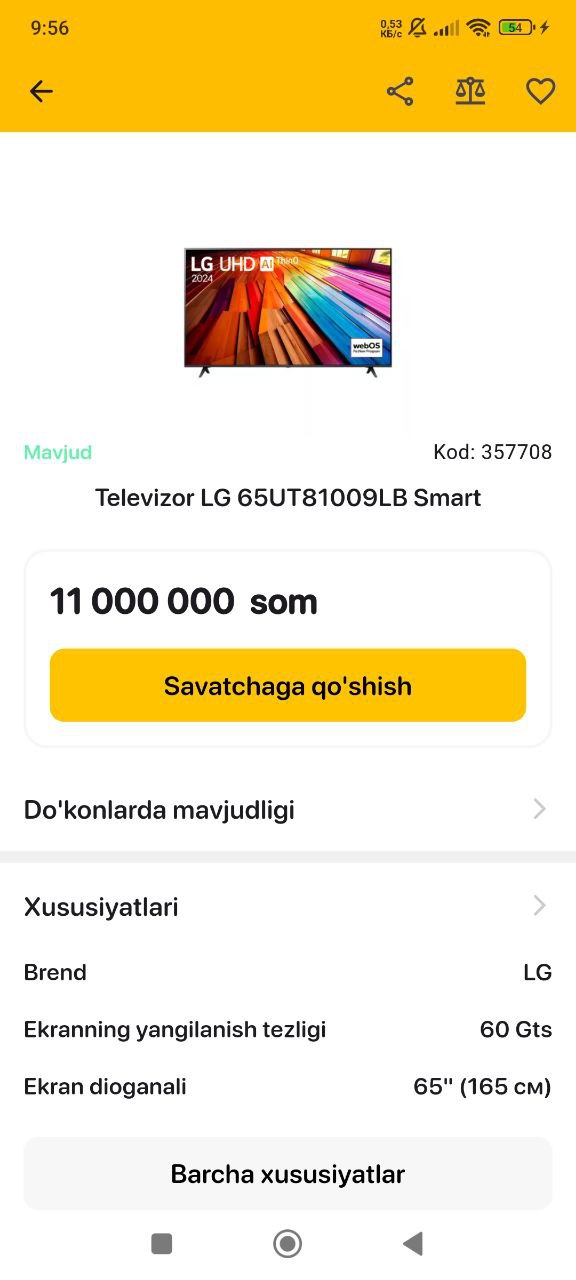 9:56
0,53
КБ/с
54
LG UHD AI ThinQ
2024
webOS
Mavjud
Kod: 357708
Televizor LG 65UT81009LB Smart
11 000 000 som
Savatchaga qo'shish
Do'konlarda mavjudligi
Xususiyatlari
Brend
LG
Ekranning yangilanish tezligi
60 Gts
Ekran dioganali
65" (165 см)
Barcha xususiyatlar